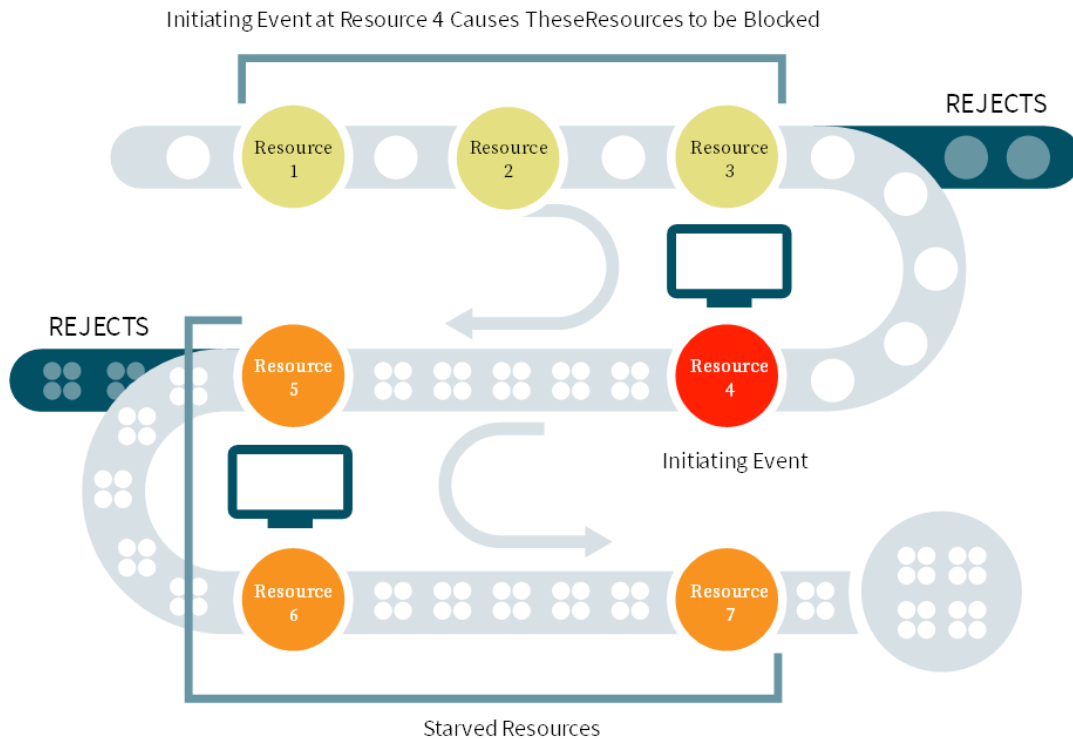 Initiating Event at Resource 4 Causes TheseResources to be Blocked
REJECTS
Resource
1
Resource
2
Resource
3
REJECTS
Resource
5
Resource
4
Initiating Event
Resource
6
Resource
7
Starved Resources